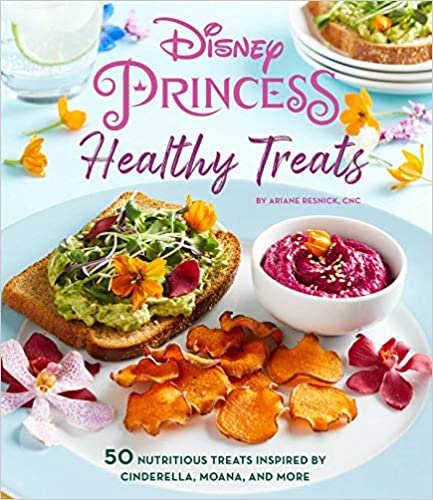 Disney
PRINCESS
Healthy Treats
BY ARIANE RESNICK, CNC
50 NUTRITIOUS TREATS INSPIRED BY
CINDERELLA, MOANA, AND MORE